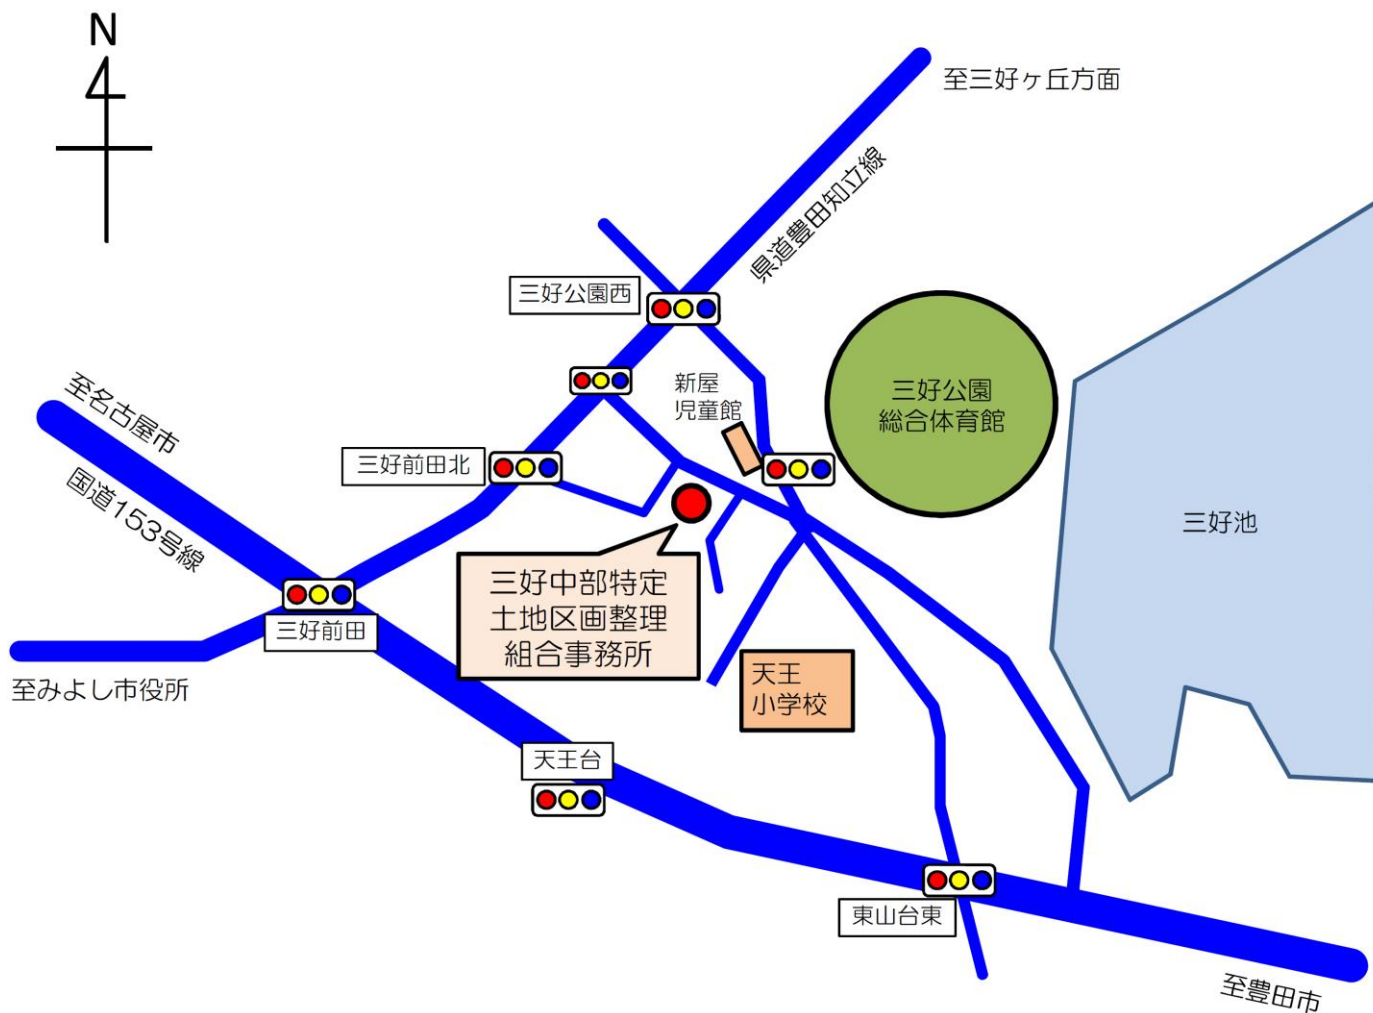 N
至三好ヶ丘方面
県道豊田知立線
三好公園西
新屋
児童館
三好公園
総合体育館
至名古屋市
国道153号線
三好前田北
三好池
三好中部特定
土地区画整理
組合事務所
三好前田
至みよし市役所
天王
小学校
天王台
東山台東
至豊田市